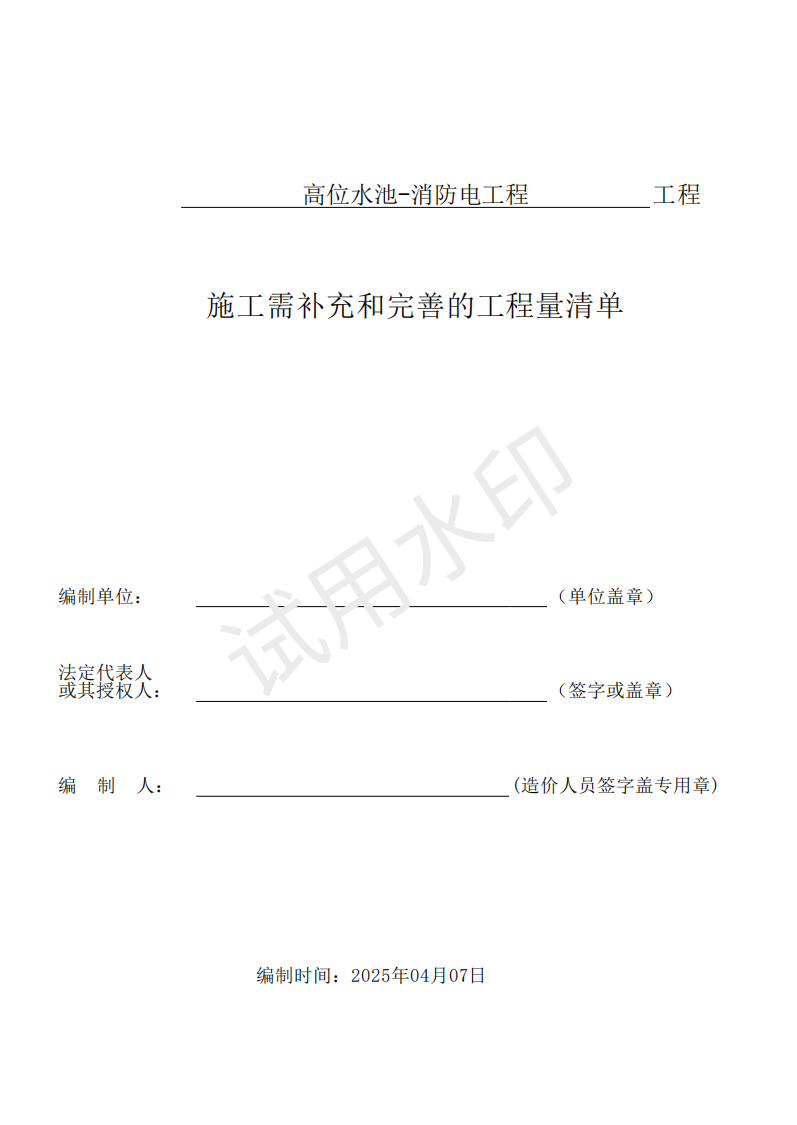 高位水池-消防电工程 工程
施工需补充和完善的工程量清单
试用水印
编制单位： （单位盖章）
法定代表人
或其授权人： （签字或盖章）
编 制 人： (造价人员签字盖专用章)
编制时间：2025年04月07日